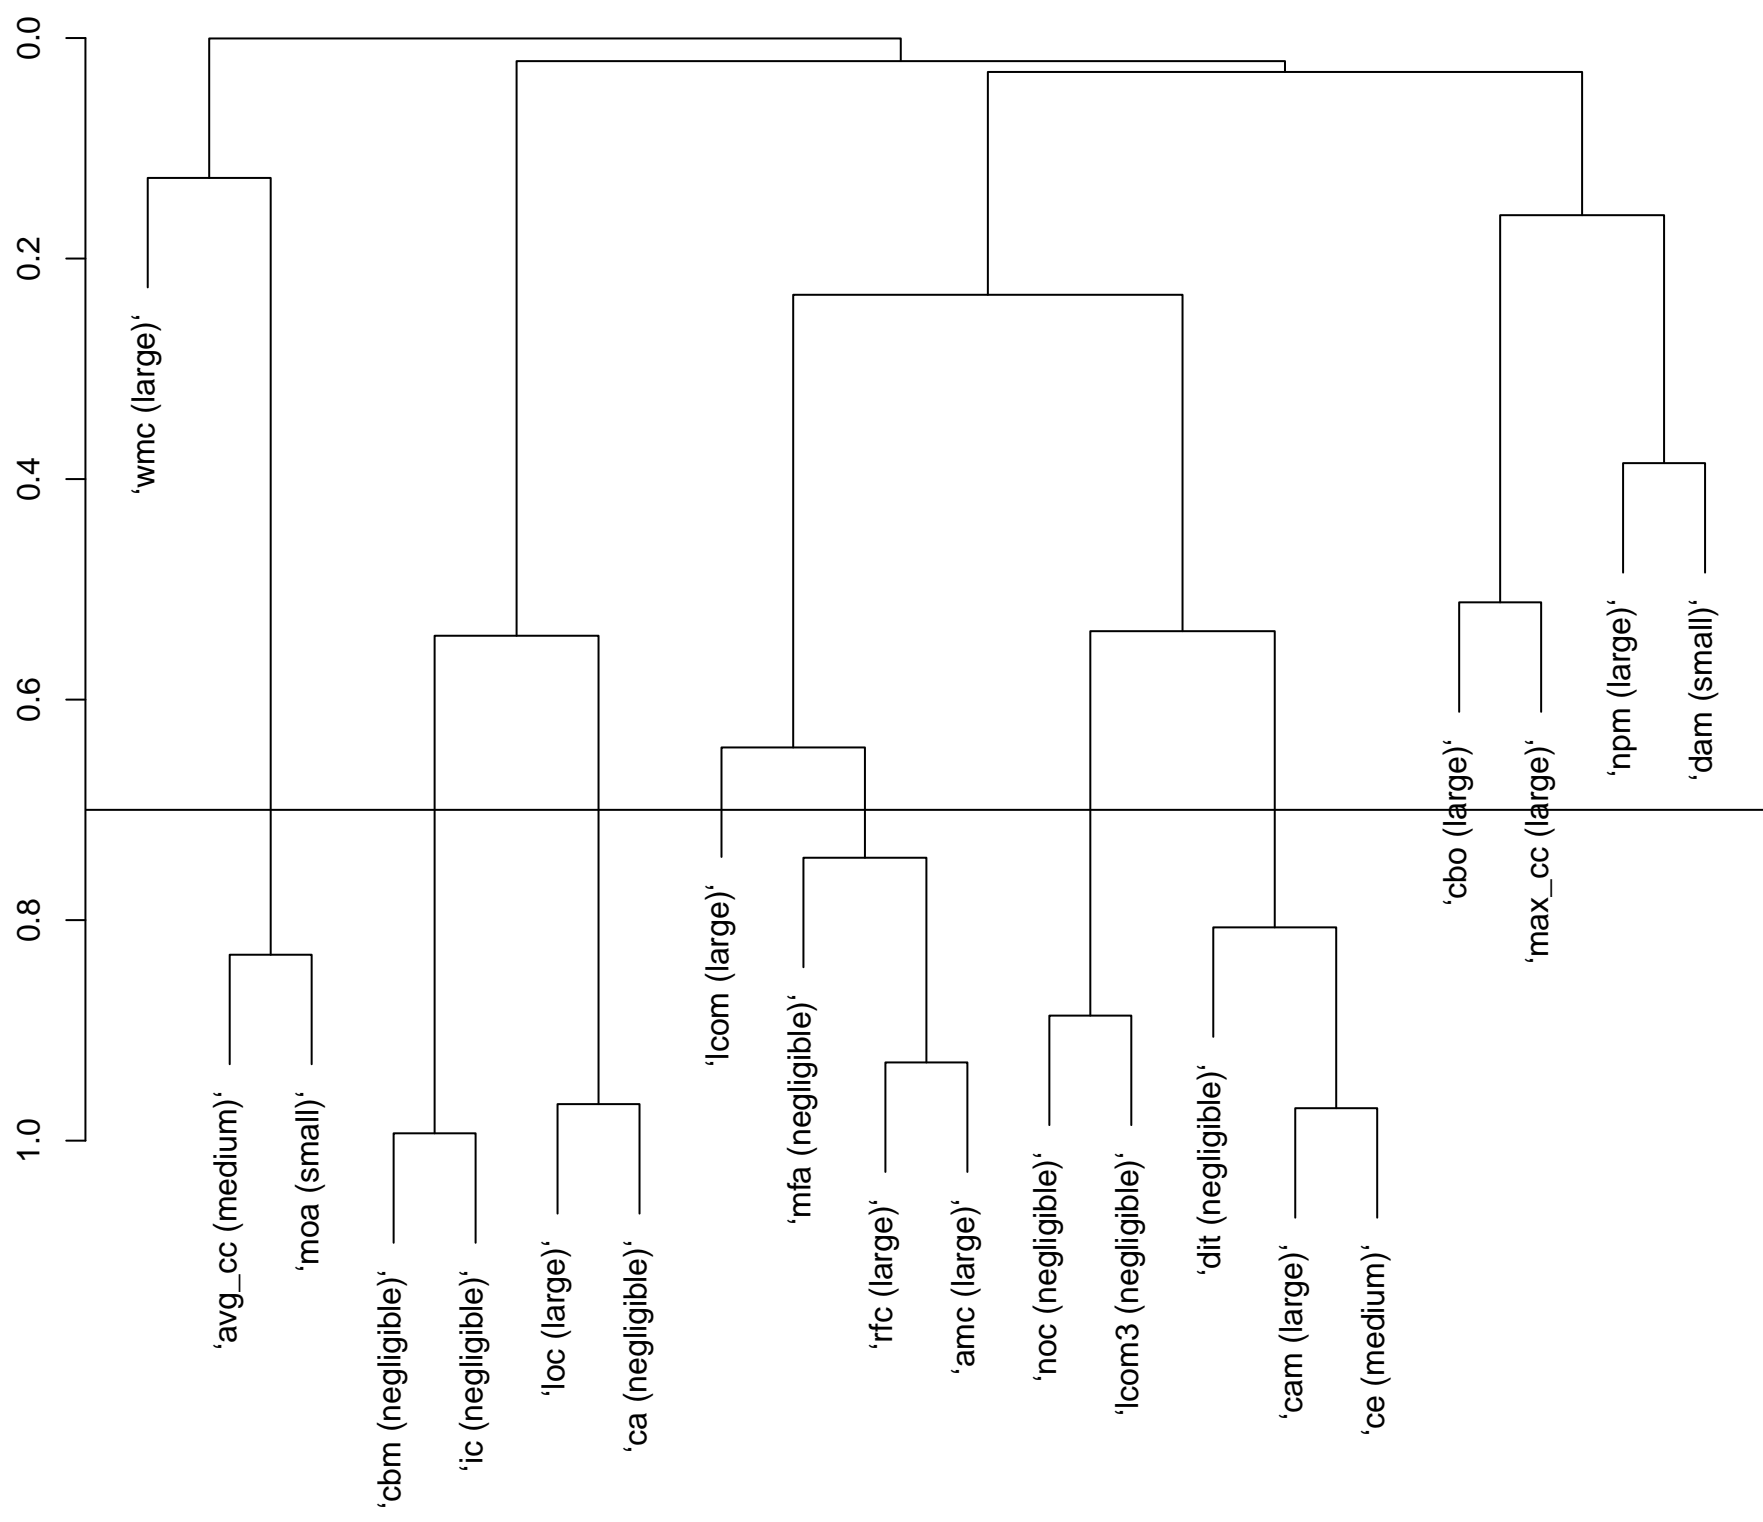 0.0
0.2
0.4
0.6
0.8
1.0
‘wmc (large)‘
‘avg_cc (medium)‘
‘moa (small)‘
‘cbm (negligible)‘
‘ic (negligible)‘
‘loc (large)‘
‘ca (negligible)‘
‘lcom (large)‘
‘mfa (negligible)‘
‘rfc (large)‘
‘amc (large)‘
‘noc (negligible)‘
‘lcom3 (negligible)‘
‘dit (negligible)‘
‘cam (large)‘
‘ce (medium)‘
‘cbo (large)‘
‘max_cc (large)‘
‘npm (large)‘
‘dam (small)‘